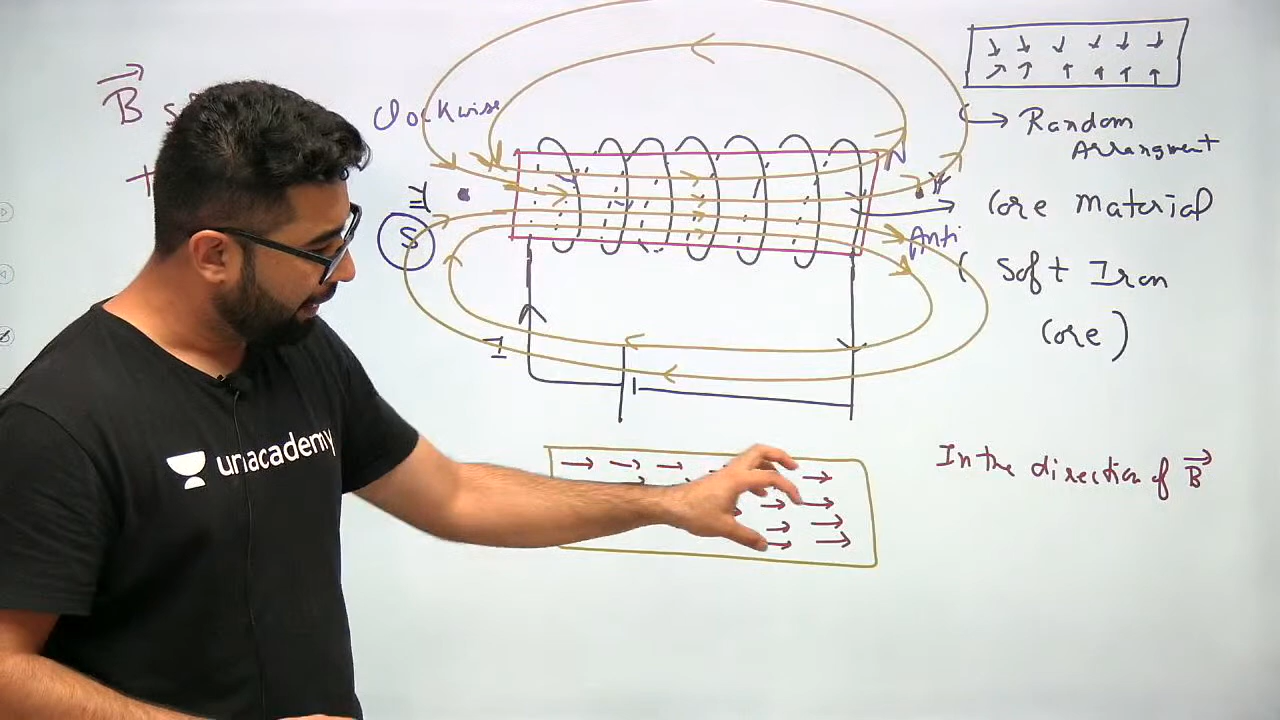 B
Clockwise
I
S
I
N
Anti
Random
Arrangment
Core Material
( Soft Iron
Core )
In the direction of B
unacademy